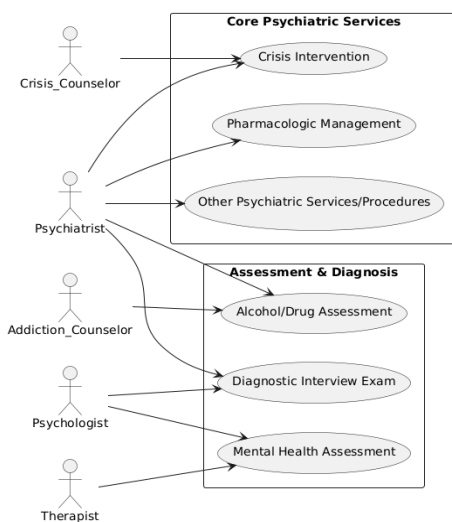 Core Psychiatric Services
Crisis Intervention
Crisis_Counselor
Pharmacologic Management
Other Psychiatric Services/Procedures
Psychiatrist
Assessment & Diagnosis
Alcohol/Drug Assessment
Addiction_Counselor
Diagnostic Interview Exam
Psychologist
Mental Health Assessment
Therapist